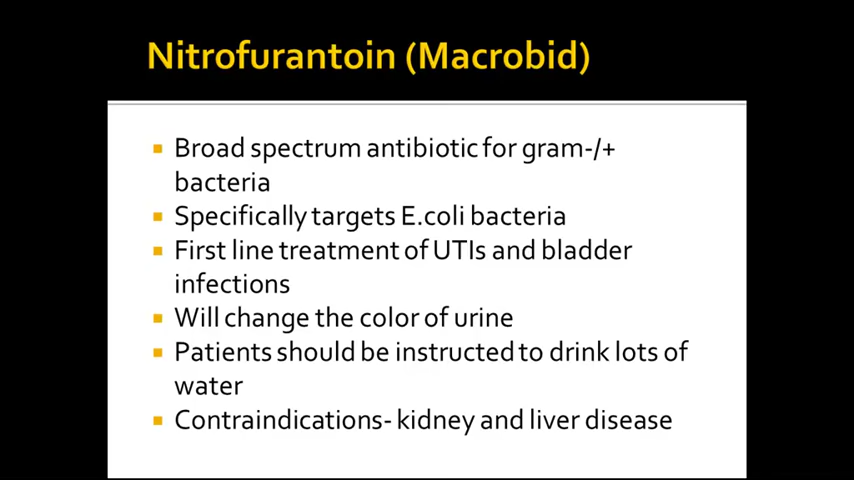 Nitrofurantoin (Macrobid)
▪ Broad spectrum antibiotic for gram-/+
bacteria
▪ Specifically targets E.coli bacteria
▪ First line treatment of UTIs and bladder
infections
▪ Will change the color of urine
▪ Patients should be instructed to drink lots of
water
▪ Contraindications- kidney and liver disease